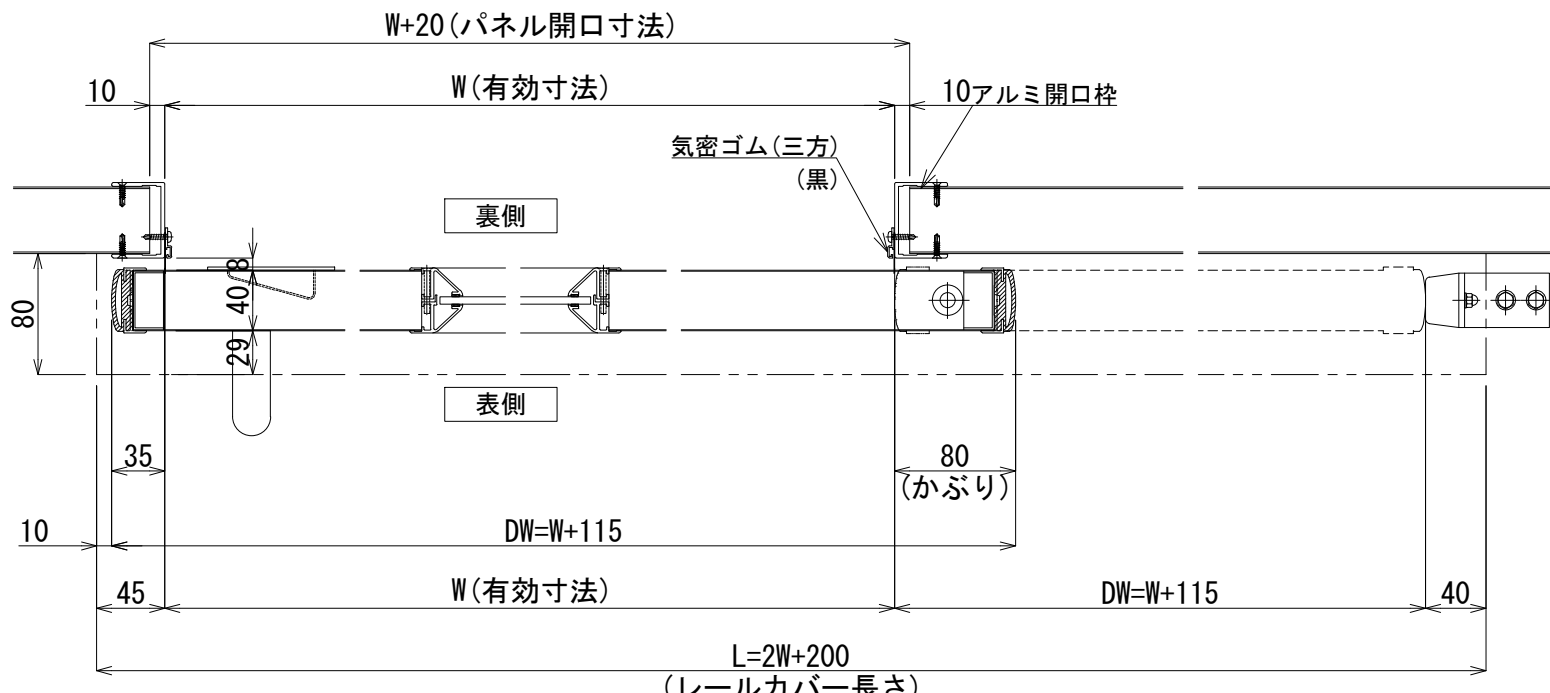 W+20(パネル開口寸法)
10
W(有効寸法)
10アルミ開口枠
気密ゴム(三方)
(黒)
裏側
8
40
80
29
表側
35
80
(かぶり)
10
DW=W+115
45
W(有効寸法)
DW=W+115
40
L=2W+200
(レールカバー長さ)